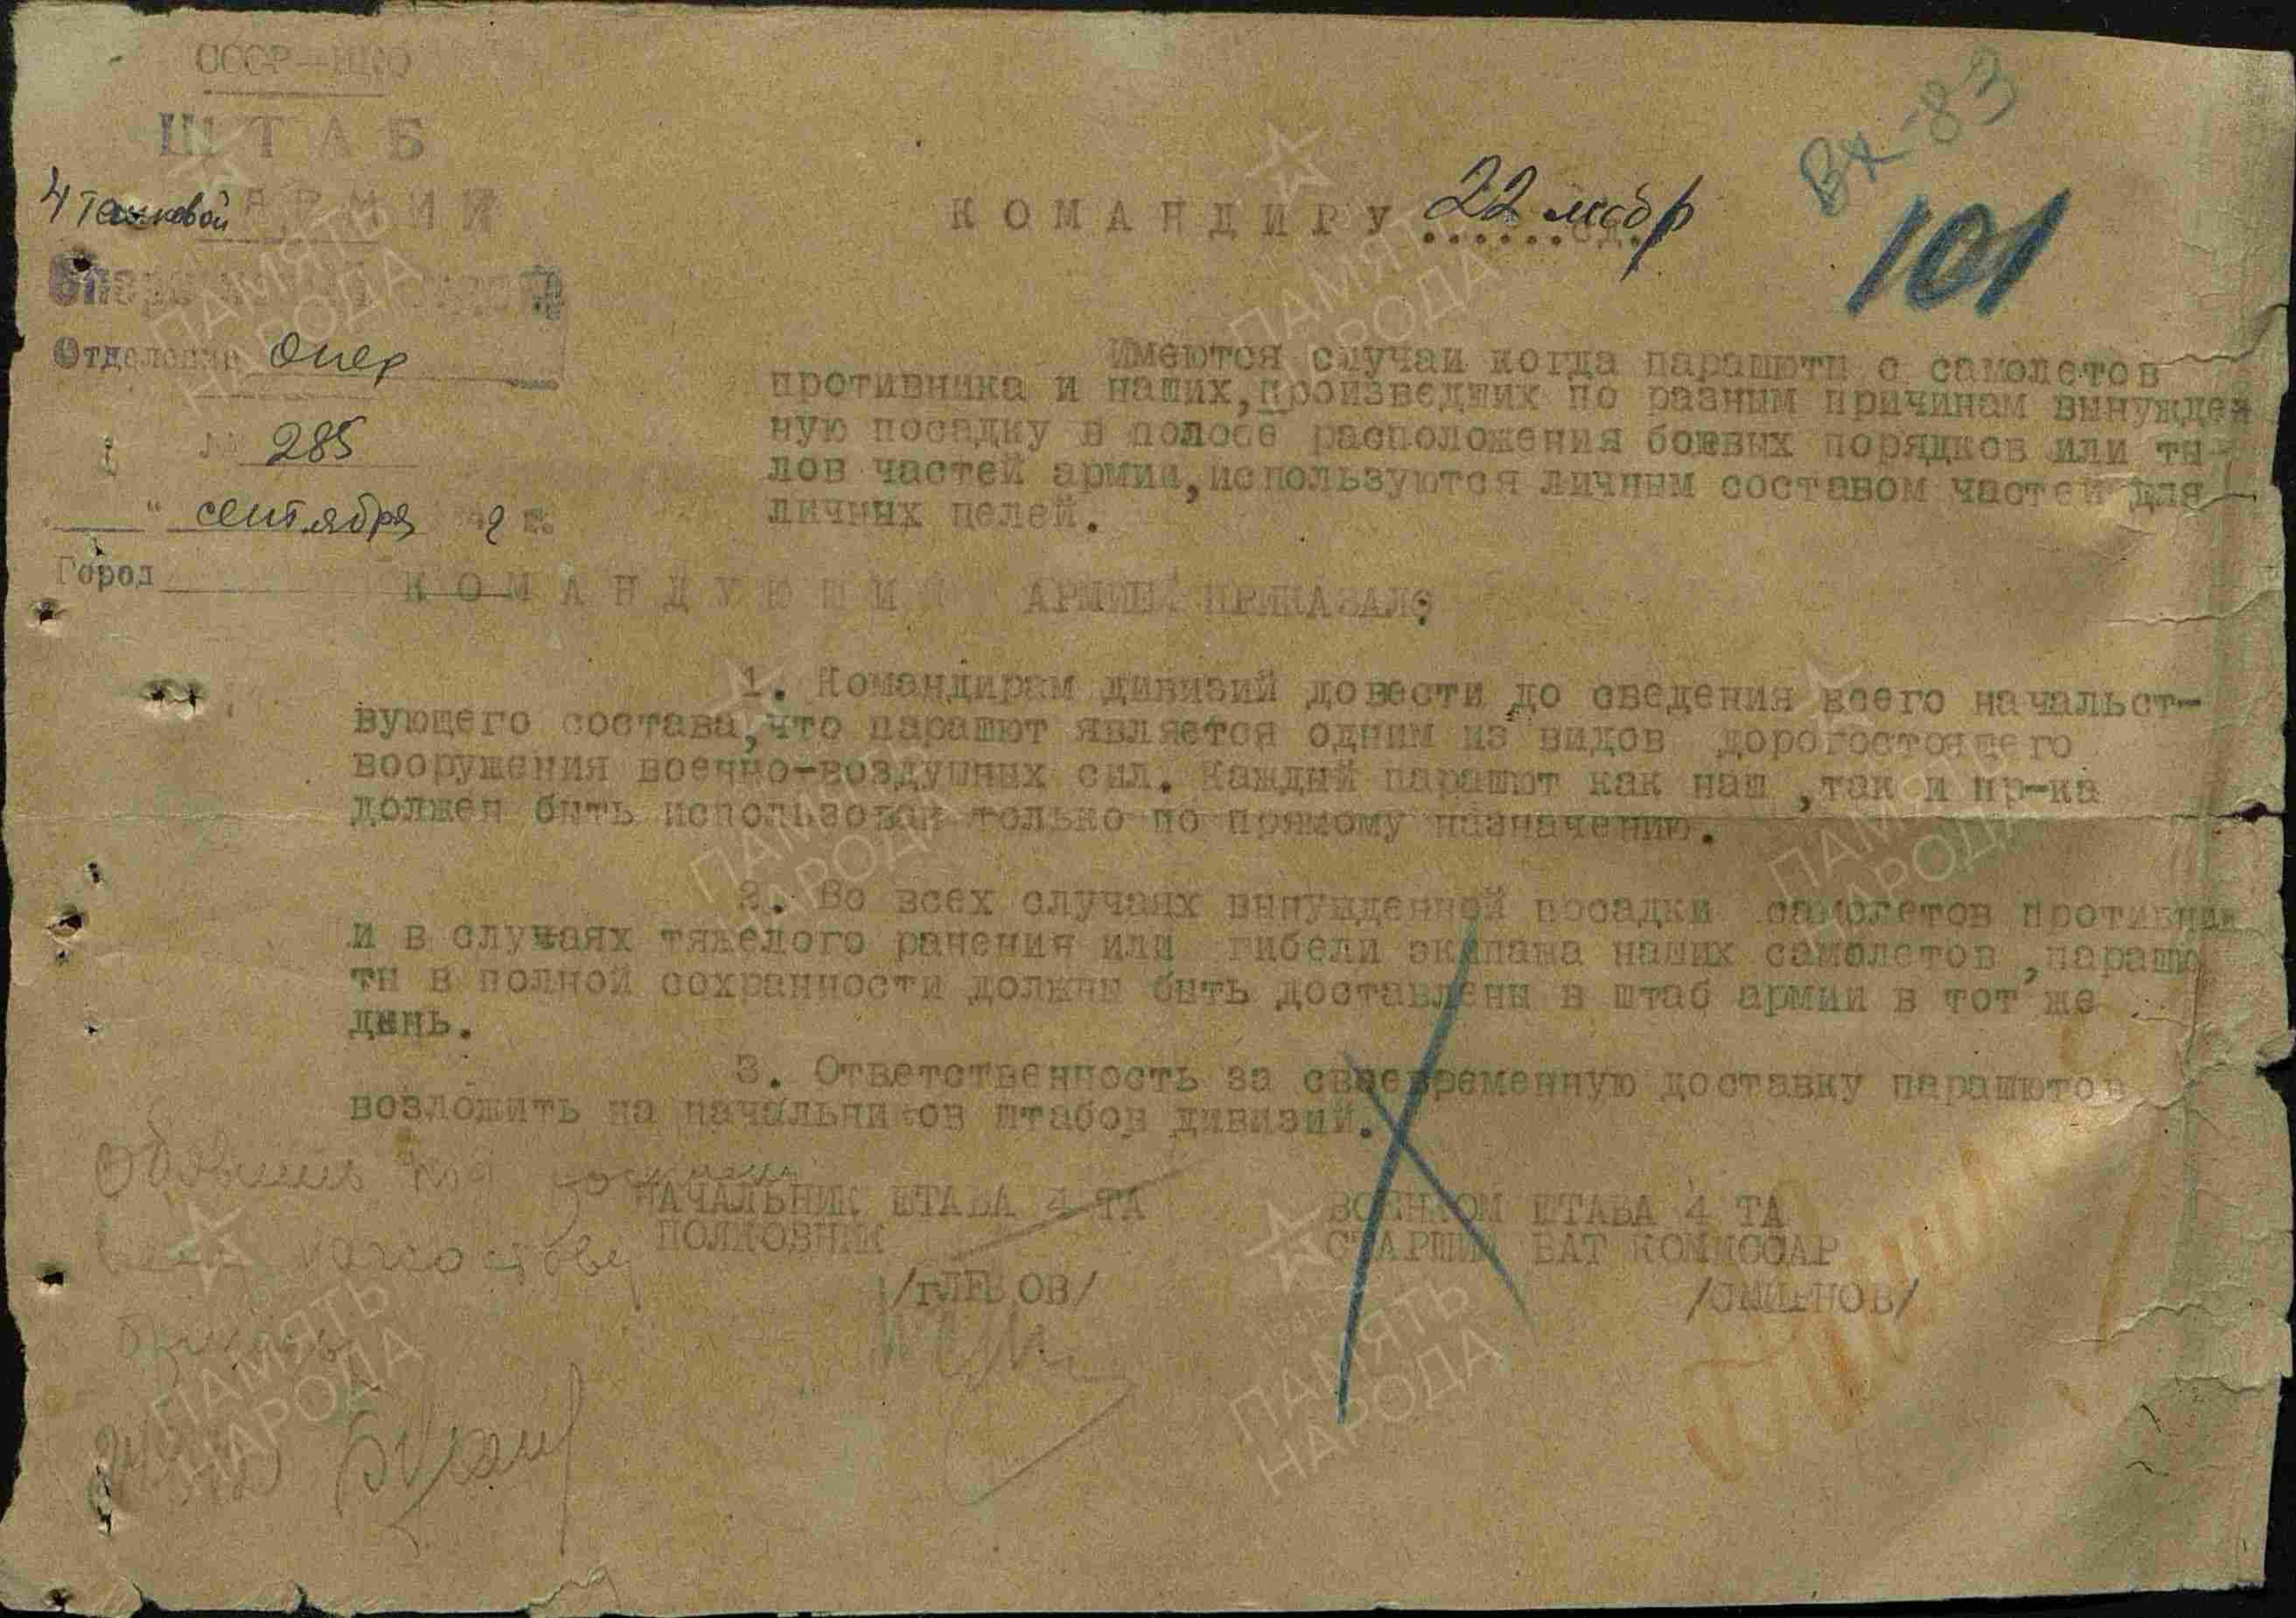 СССР—НКО
ШТАБ
4 танковой АРМИИ
Отделение опер
№ 285
" сентября 42 г.
Город
Вх-83
101
КОМАНДИРУ 22 мсбр
......сд.
Имеются случаи когда парашюты с самолетов
противника и наших,произведших по разным причинам вынужден
ную посадку в полосе расположения боевых порядков или ты-
лов частей армии,используются личным составом частей для
личных целей.
КОМАНДУЮЩИЙ АРМИЕЙ ПРИКАЗАЛ:
1. Командирам дивизий довести до сведения всего начальст-
вующего состава,что парашют является одним из видов дорогостоящего
вооружения военно-воздушных сил. Каждый парашют как наш ,так и пр-ка
должен быть использован только по прямому назначению.
2. Во всех случаях вынужденной посадки самолетов противник
и в случаях тяжелого ранения или гибели экипажа наших самолетов ,парашю
ты в полной сохранности должны быть доставлены в штаб армии в тот же
день.
3. Ответственность за своевременную доставку парашютов
возложить на начальников штабов дивизий.
НАЧАЛЬНИК ШТАБА 4 ТА
ПОЛКОВНИК
/ГЛЕБОВ/
ВОЕНКОМ ШТАБА 4 ТА
СТАРШИЙ БАТ КОМИССАР
/СМИРНОВ/
Объявить
ПАМЯТЬ
НАРОДА